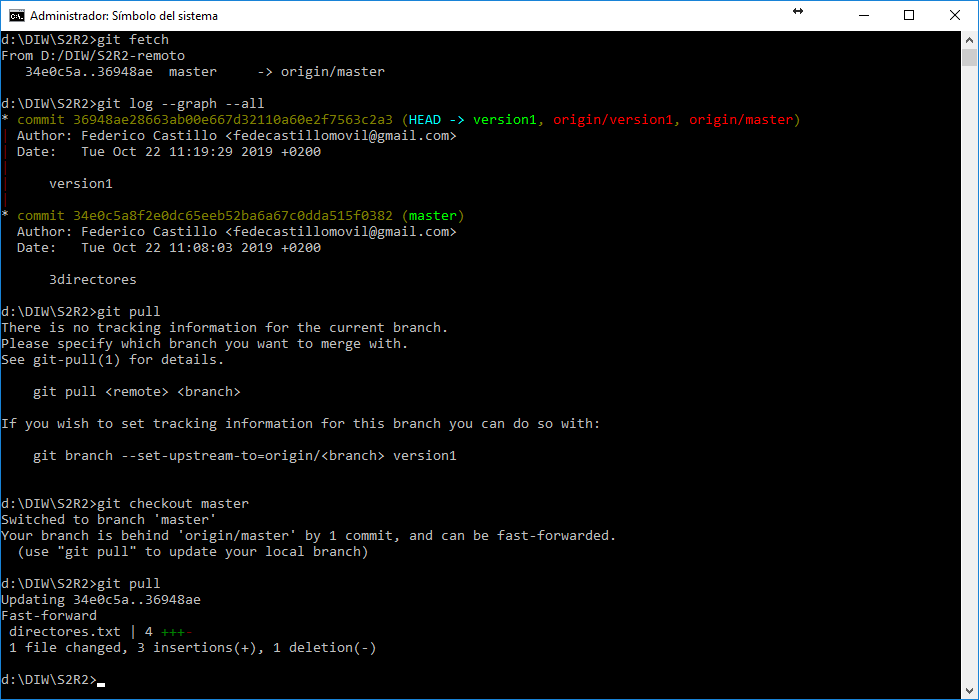 Administrador: Símbolo del sistema
d:\DIW\S2R2>git fetch
From D:/DIW/S2R2-remoto
   34e0c5a..36948ae  master     -> origin/master
d:\DIW\S2R2>git log --graph --all
* commit 36948ae28663ab00e667d32110a60e2f7563c2a3 (HEAD -> version1, origin/version1, origin/master)
| Author: Federico Castillo <fedecastillomovil@gmail.com>
| Date:   Tue Oct 22 11:19:29 2019 +0200
|
|     version1
|
* commit 34e0c5a8f2e0dc65eeb52ba6a67c0dda515f0382 (master)
  Author: Federico Castillo <fedecastillomovil@gmail.com>
  Date:   Tue Oct 22 11:08:03 2019 +0200
      3directores
d:\DIW\S2R2>git pull
There is no tracking information for the current branch.
Please specify which branch you want to merge with.
See git-pull(1) for details.
    git pull <remote> <branch>
If you wish to set tracking information for this branch you can do so with:
    git branch --set-upstream-to=origin/<branch> version1
d:\DIW\S2R2>git checkout master
Switched to branch 'master'
Your branch is behind 'origin/master' by 1 commit, and can be fast-forwarded.
  (use "git pull" to update your local branch)
d:\DIW\S2R2>git pull
Updating 34e0c5a..36948ae
Fast-forward
 directores.txt | 4 +++-
 1 file changed, 3 insertions(+), 1 deletion(-)
d:\DIW\S2R2>